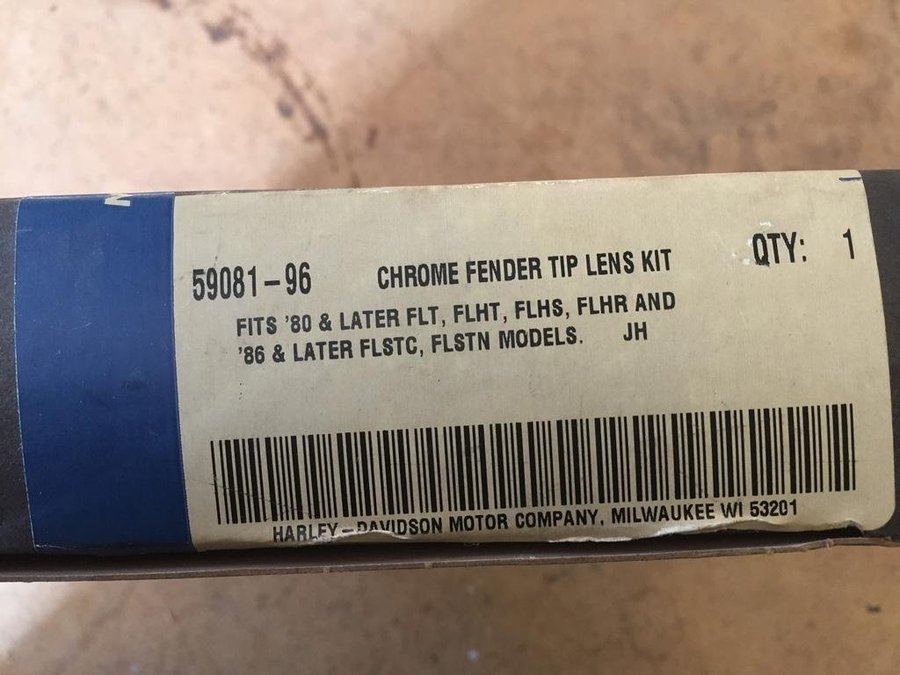 59081-96 CHROME FENDER TIP LENS KIT QTY: 1
FITS '80 & LATER FLT, FLHT, FLHS, FLHR AND
'86 & LATER FLSTC, FLSTN MODELS. JH
HARLEY-DAVIDSON MOTOR COMPANY, MILWAUKEE WI 53201